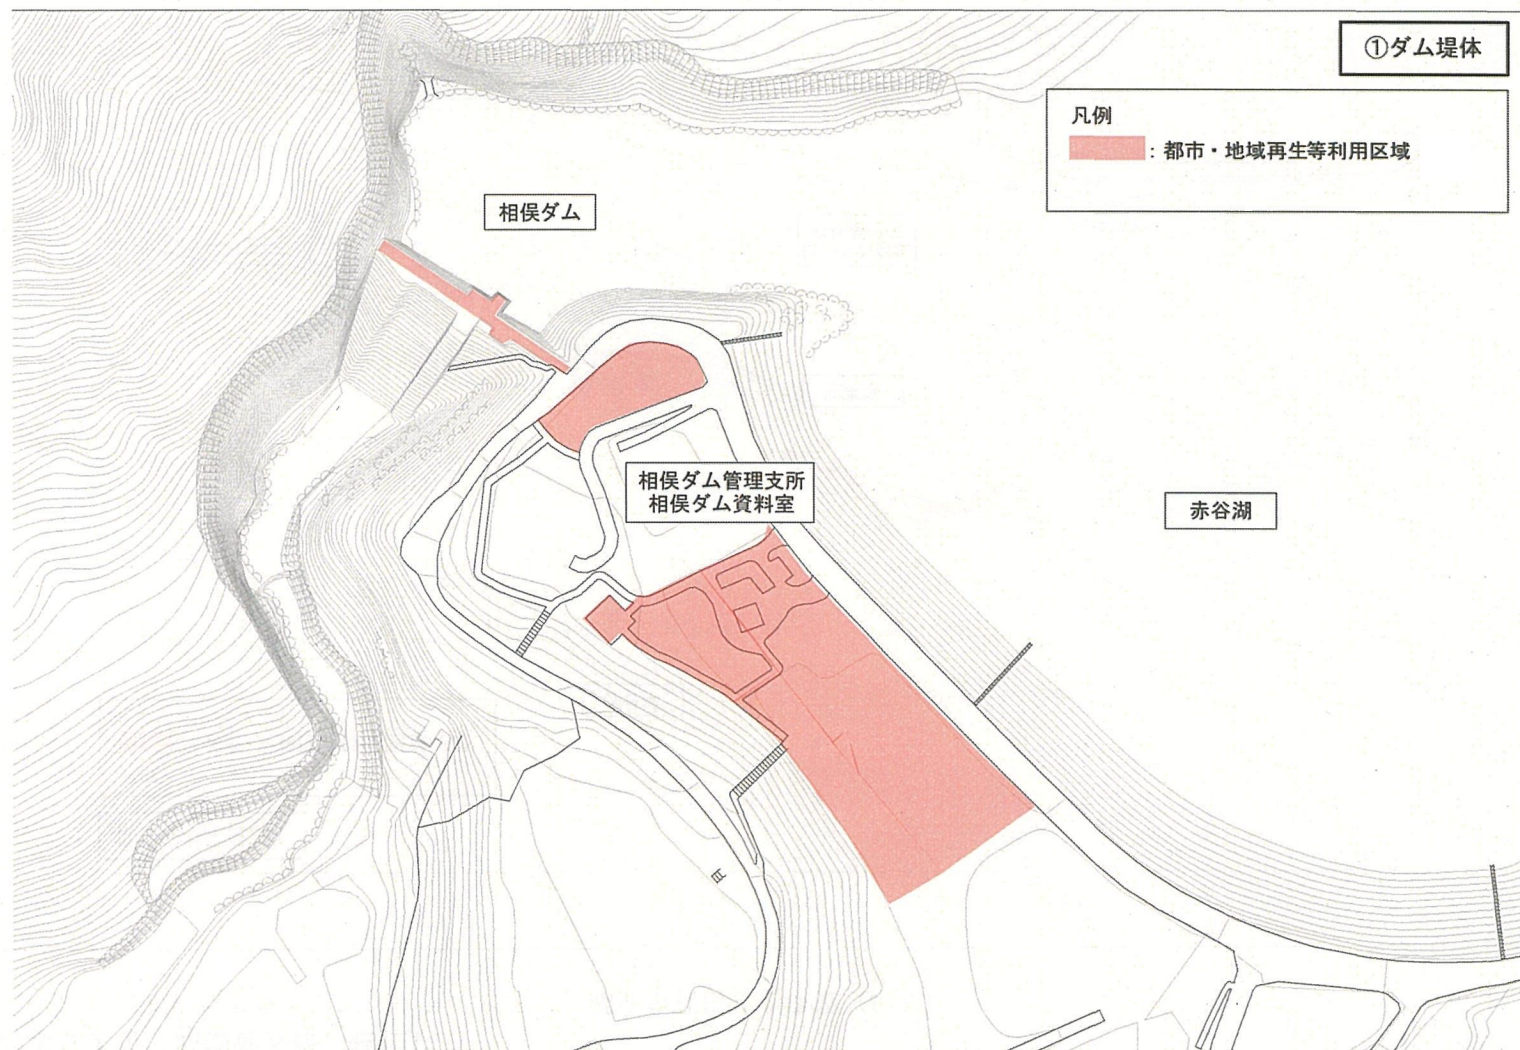 ①ダム堤体
凡例
：都市・地域再生等利用区域
相俣ダム
相俣ダム管理支所
相俣ダム資料室
赤谷湖